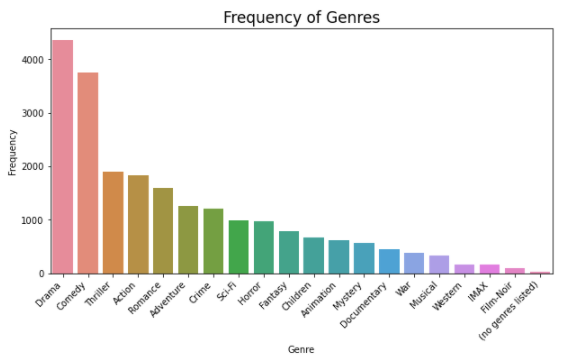 Frequency of Genres
Frequency
4000
3000
2000
1000
0
Drama
Comedy
Thriller
Action
Romance
Adventure
Crime
Sci-Fi
Horror
Fantasy
Children
Animation
Mystery
Documentary
War
Musical
Western
IMAX
Film-Noir
(no genres listed)
Genre